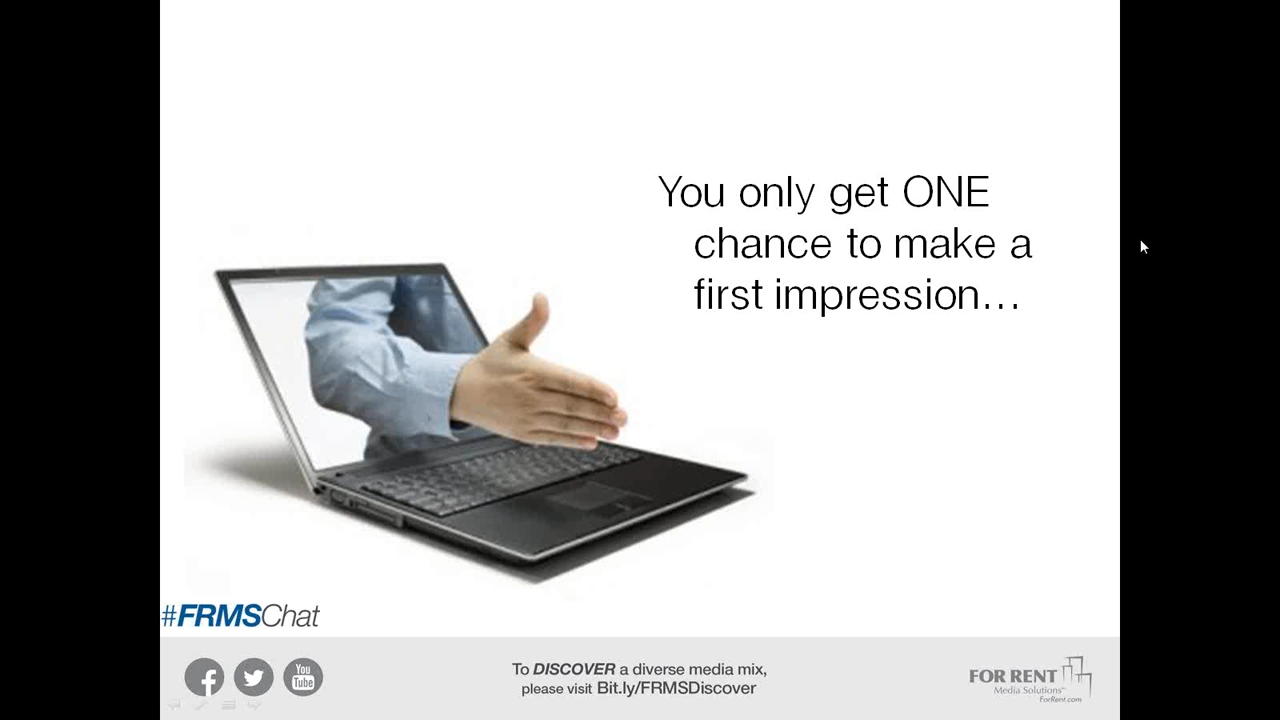 You only get ONE
chance to make a
first impression...
#FRMSChat
You
Tube
To DISCOVER a diverse media mix,
please visit Bit.ly/FRMSDiscover
FOR RENT
Media Solutions™
ForRent.com